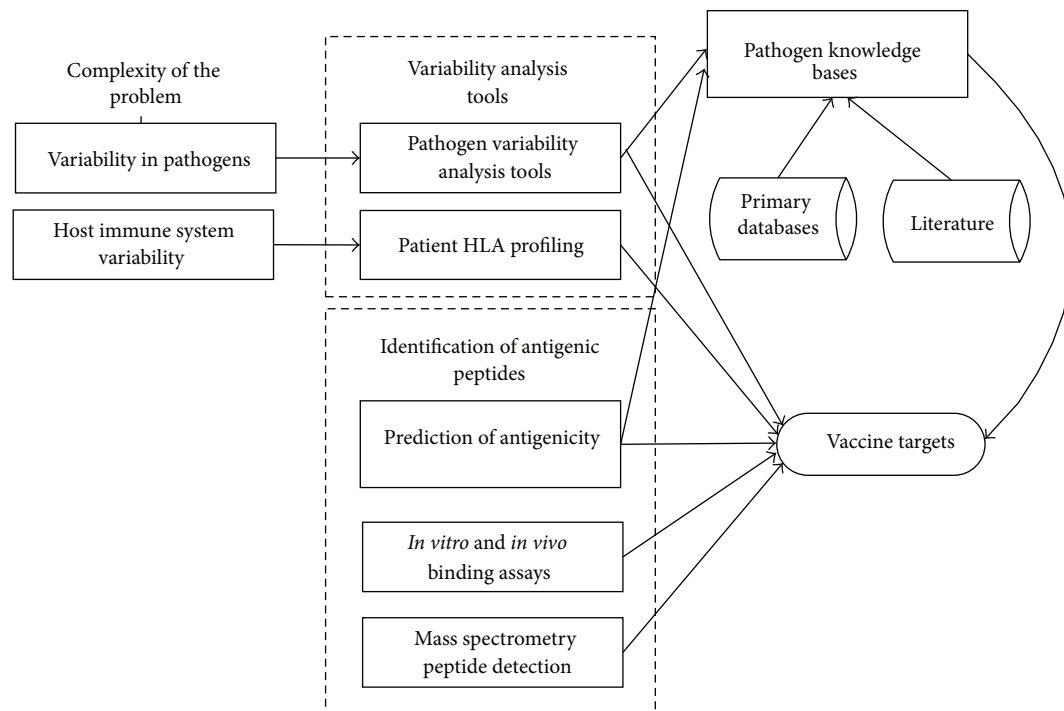 Complexity of the
problem
Variability in pathogens
Host immune system
variability
Variability analysis
tools
Pathogen variability
analysis tools
Patient HLA profiling
Identification of antigenic
peptides
Prediction of antigenicity
In vitro and in vivo
binding assays
Mass spectrometry
peptide detection
Pathogen knowledge
bases
Primary
databases
Literature
Vaccine targets